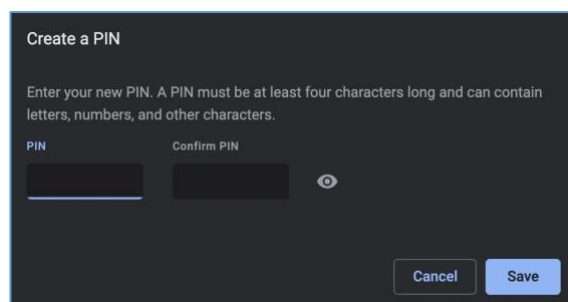 Create a PIN
Enter your new PIN. A PIN must be at least four characters long and can contain
letters, numbers, and other characters.
PIN Confirm PIN
Cancel Save